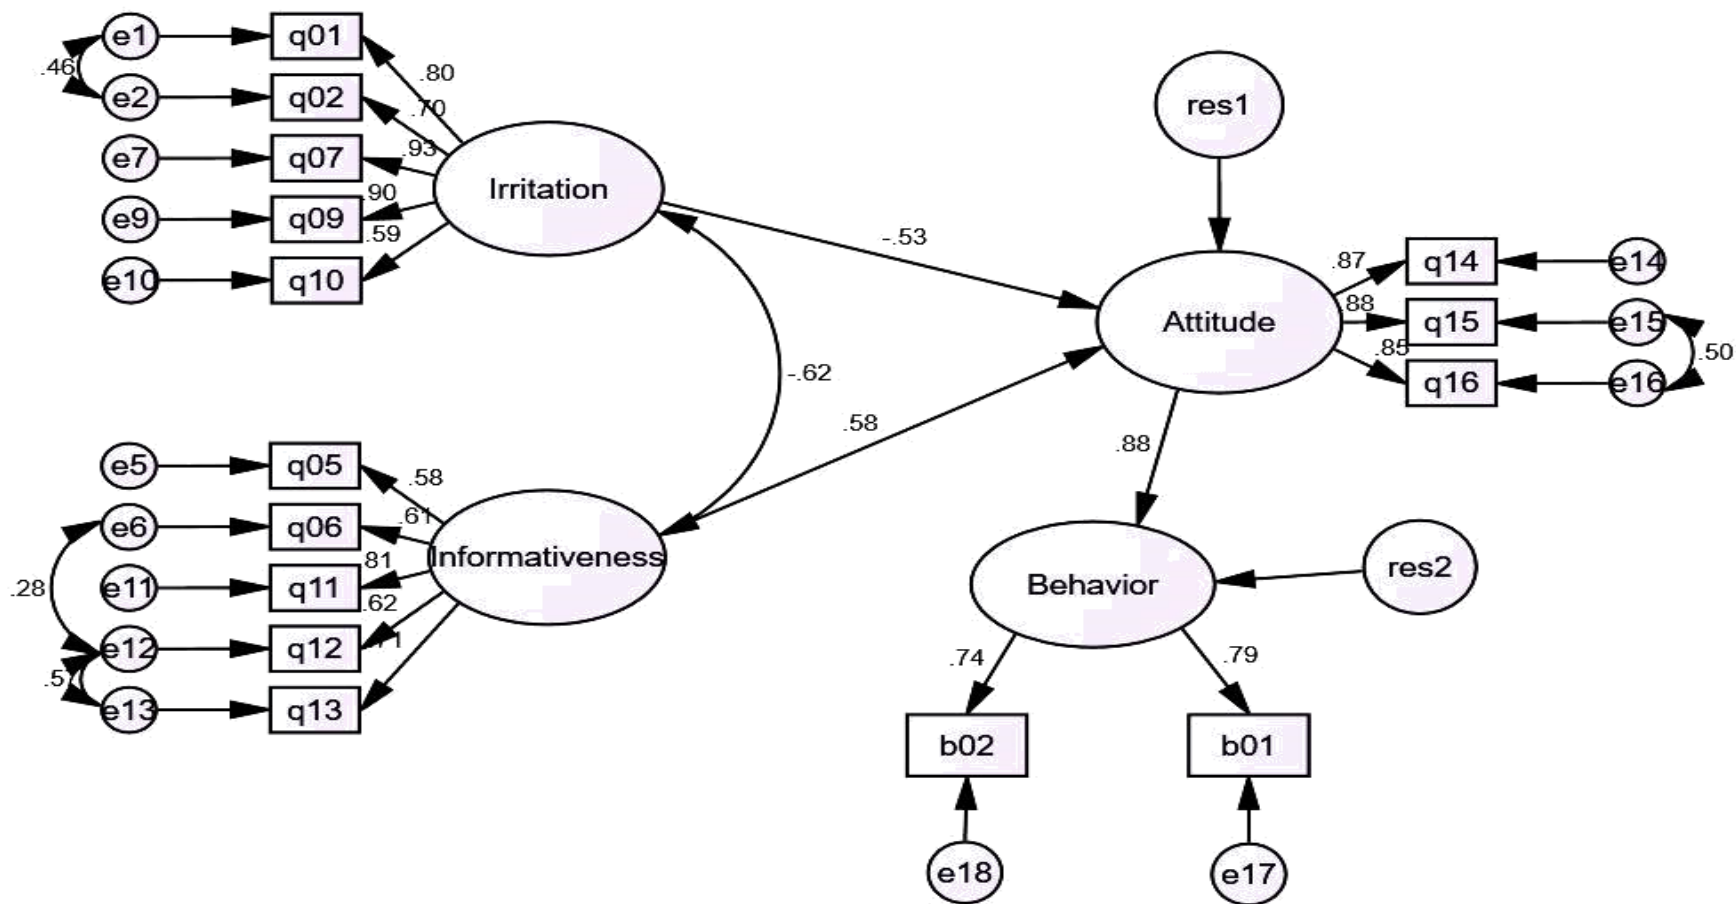 e1
q01
.80
.46
e2
q02
.70
e7
q07
.93
.90
e9
q09
.59
e10
q10
Irritation
res1
-.53
Attitude
.87
q14
e14
.88
q15
e15
.85
q16
e16
.50
-.62
.58
.88
e5
q05
.58
e6
q06
.61
Informativeness
.28
e11
q11
.81
.62
e12
q12
.5
e13
q13
Behavior
res2
.74
.79
b02
b01
e18
e17